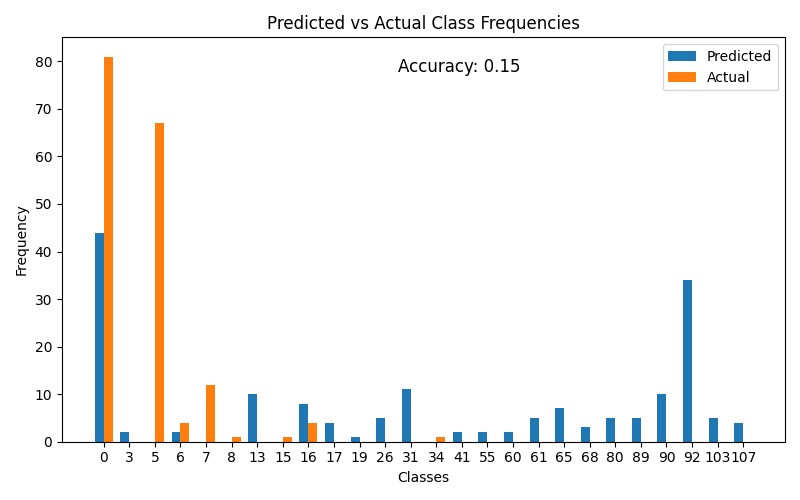 Predicted vs Actual Class Frequencies
Accuracy: 0.15
Predicted
Actual
Frequency
80
70
60
50
40
30
20
10
0
0 3 5 6 7 8 13 15 16 17 19 26 31 34 41 55 60 61 65 68 80 89 90 92 103 107
Classes